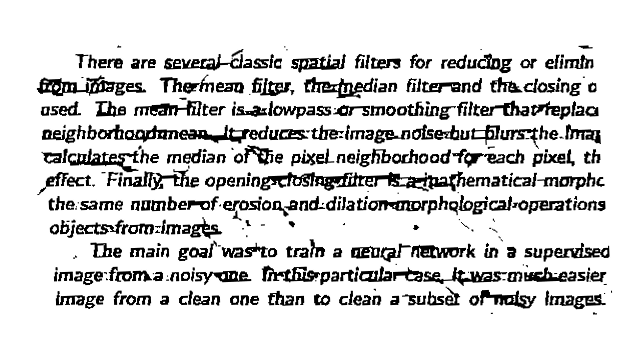 There are several classic spatial filters for reducing or elimin
from images. The mean filter, the median filter and the closing o
used. The mean filter is a lowpass or smoothing filter that replac
neighborhood mean. It reduces the image noise but blurs the imag
calculates the median of the pixel neighborhood for each pixel, th
effect. Finally, the opening closing filter is a mathematical morpho
the same number of erosion and dilation morphological operations
objects from images.
The main goal was to train a neural network in a supervised
image from a noisy one. In this particular case, it was much easier
image from a clean one than to clean a subset of noisy images.